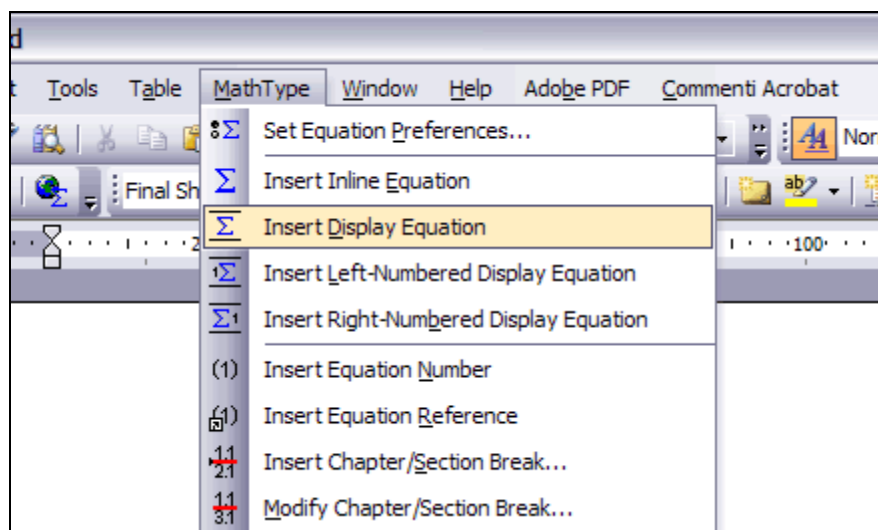 d
t Tools Table MathType Window Help Adobe PDF Commenti Acrobat
Set Equation Preferences...
Nor
Insert Inline Equation
Final Sh
Insert Display Equation
2
100
Insert Left-Numbered Display Equation
Insert Right-Numbered Display Equation
(1) Insert Equation Number
Insert Equation Reference
Insert Chapter/Section Break...
Modify Chapter/Section Break...